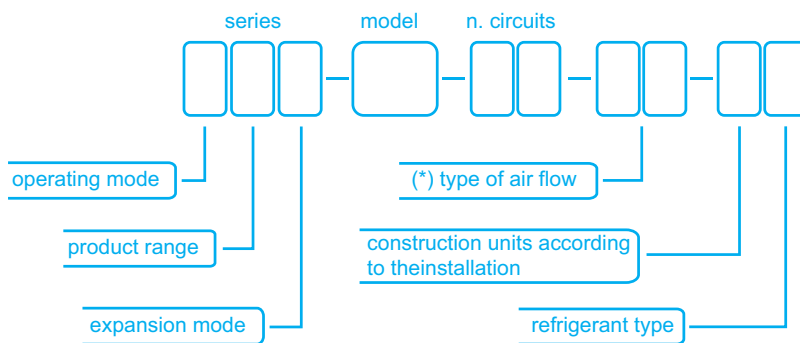 series model n. circuits
operating mode
(*) type of air flow
product range
construction units according
to theinstallation
expansion mode
refrigerant type